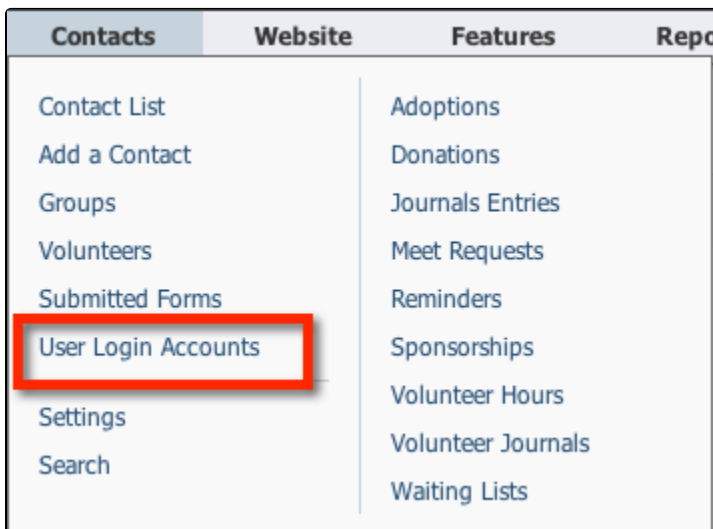 Contacts Website Features Repo
Contact List
Add a Contact
Groups
Volunteers
Submitted Forms
User Login Accounts
Settings
Search
Adoptions
Donations
Journals Entries
Meet Requests
Reminders
Sponsorships
Volunteer Hours
Volunteer Journals
Waiting Lists